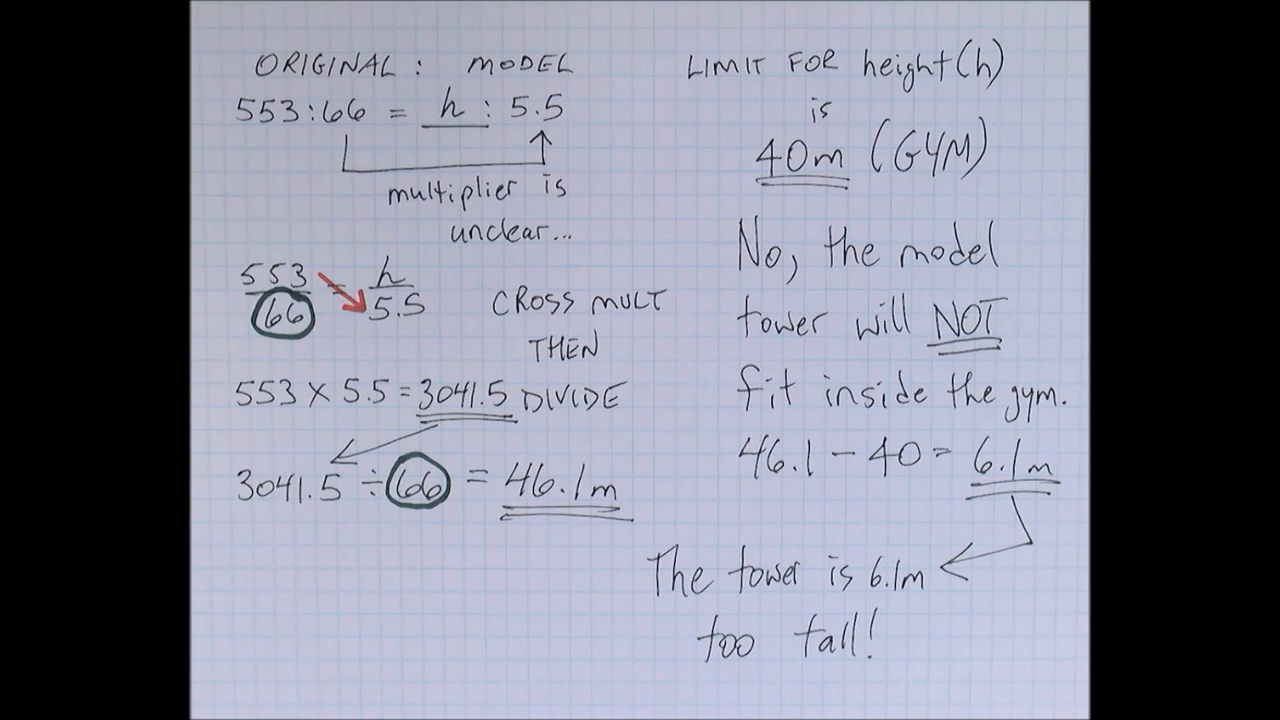 ORIGINAL : MODEL
553:66 = h : 5.5
multiplier is
unclear...
553/66 = h/5.5
CROSS MULT
THEN
553 × 5.5 = 3041.5 DIVIDE
3041.5 ÷ 66 = 46.1m
LIMIT FOR height(h)
is
40m (GYM)
No, the model
tower will NOT
fit inside the gym.
46.1 - 40 = 6.1m
The tower is 6.1m
too tall!